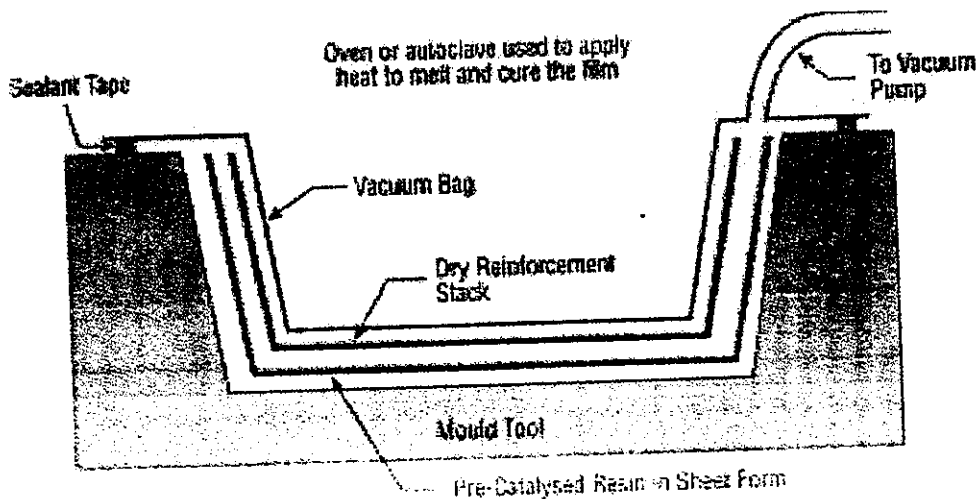 Oven or autoclave used to apply
heat to melt and cure the film
Sealant Tape
To Vacuum
Pump
Vacuum Bag
Dry Reinforcement
Stack
Mould Tool
Pre-Catalysed Resin in Sheet Form